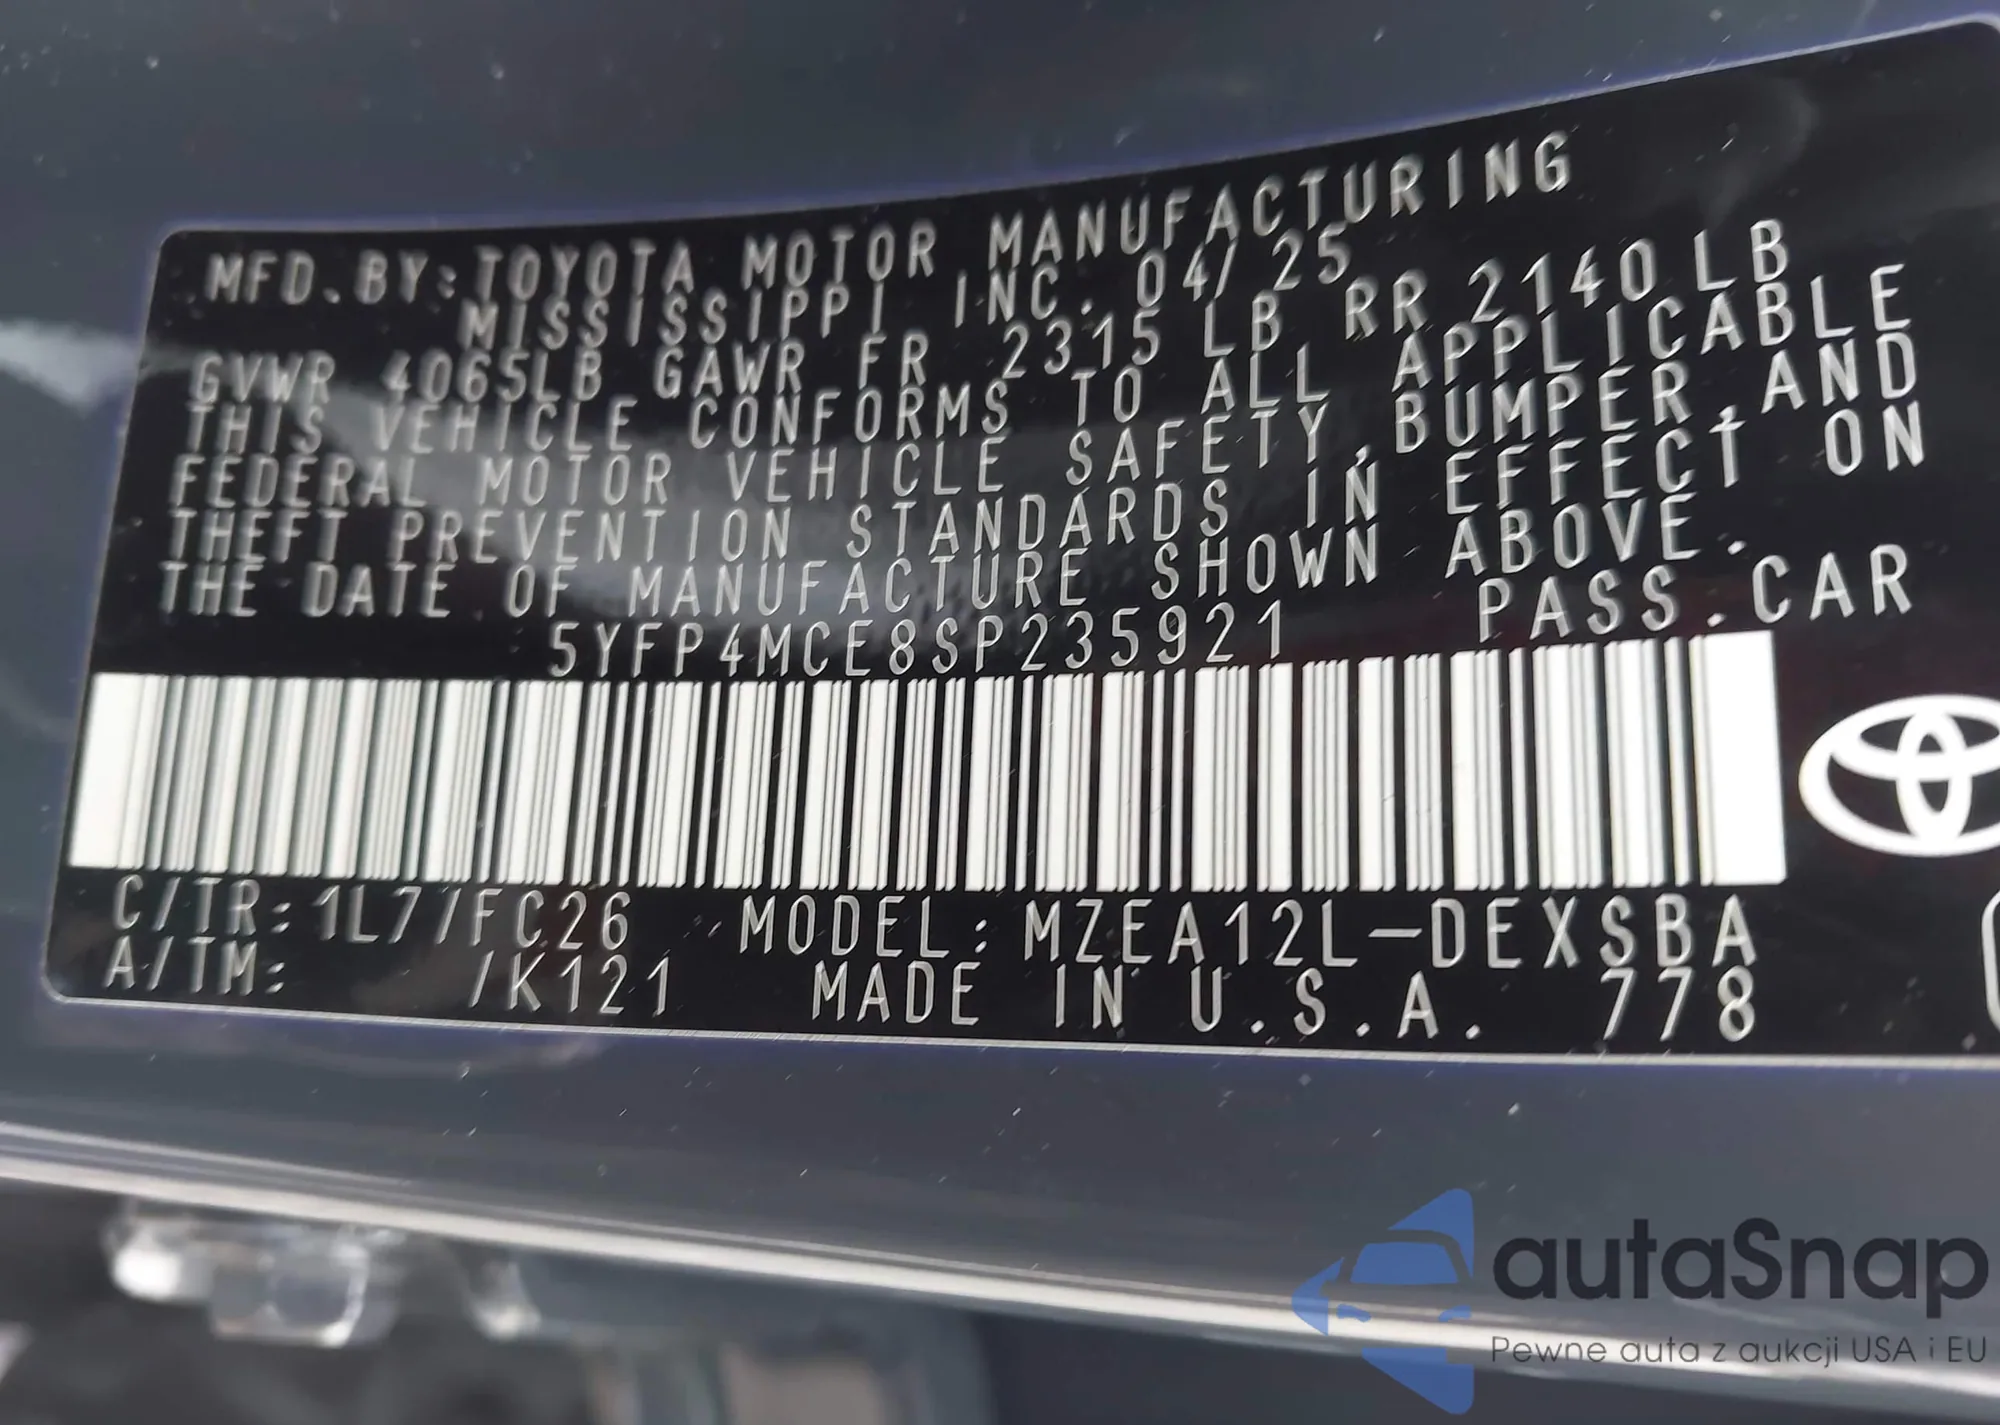 MFD. BY: TOYOTA MOTOR MANUFACTURING
MISSISSIPPI INC. 04/25
GVWR 4065LB GAWR FR 2315 LB RR 2140LB
THIS VEHICLE CONFORMS TO ALL APPLICABLE
FEDERAL MOTOR VEHICLE SAFETY, BUMPER, AND
THEFT PREVENTION STANDARDS IN EFFECT ON
THE DATE OF MANUFACTURE SHOWN ABOVE.
5YFP4MCE8SP235921 PASS. CAR
C/TR: 1L77/FC26 MODEL: MZEA12L-DEXSBA
A/TM: /K121 MADE IN U.S.A. 778
autaSnap
Pewne auta z aukcji USA i EU